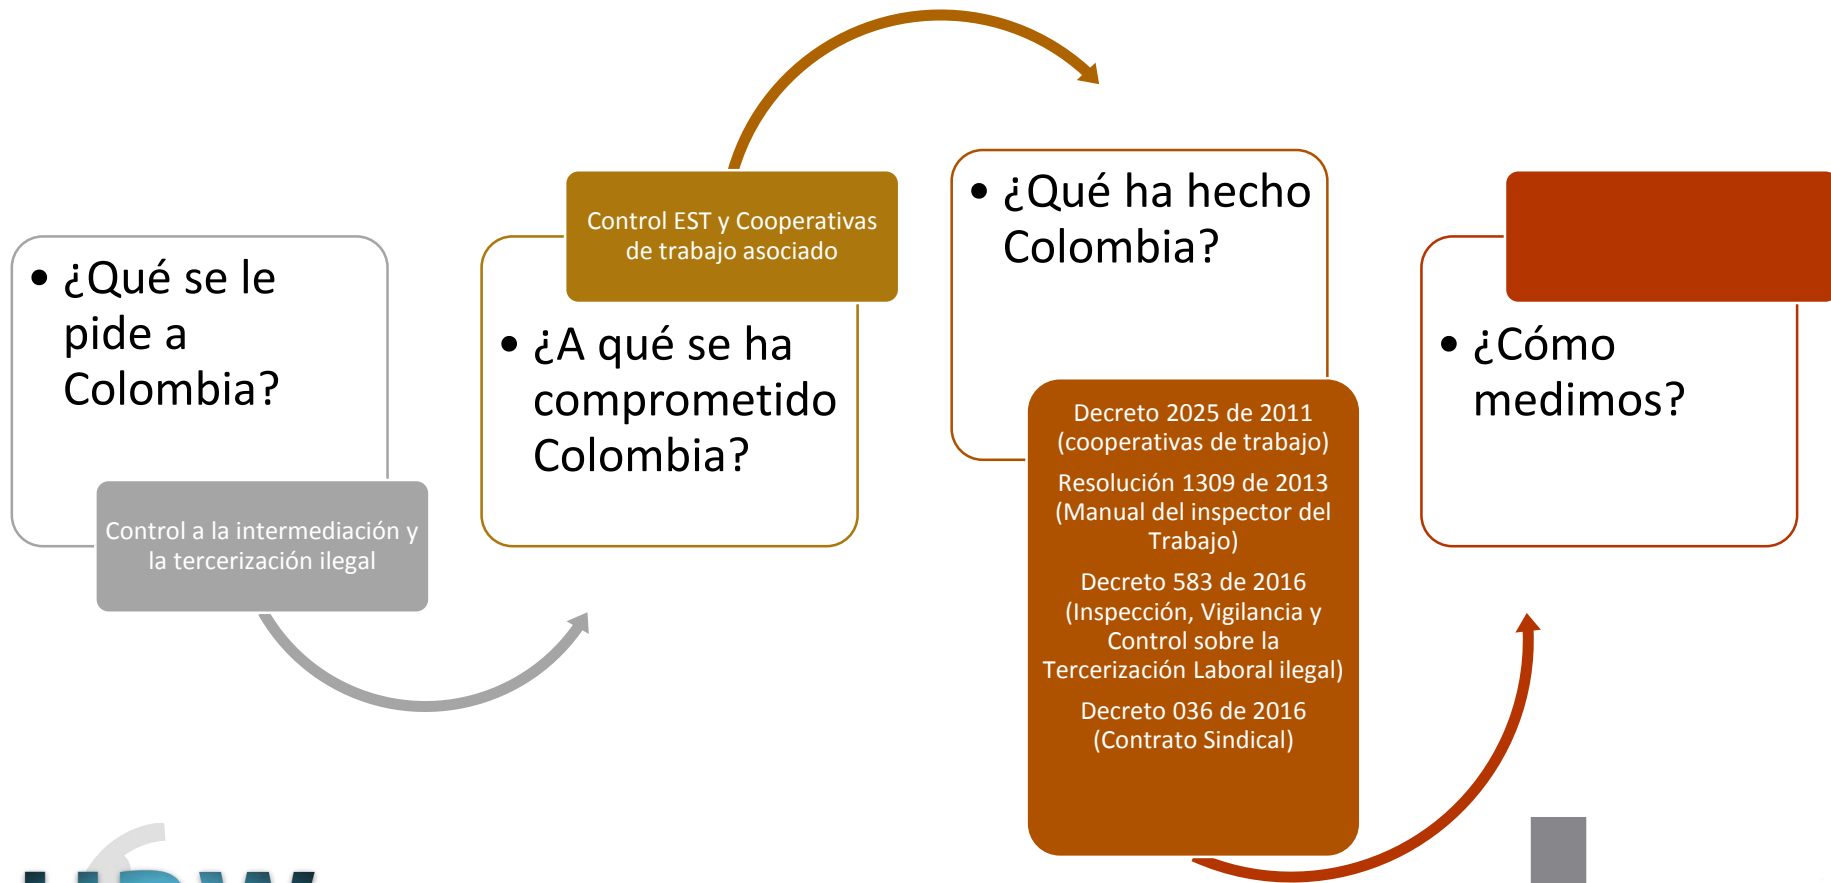 • ¿Qué se le
pide a
Colombia?
Control a la intermediación y
la tercerización ilegal
Control EST y Cooperativas
de trabajo asociado
• ¿A qué se ha
comprometido
Colombia?
• ¿Qué ha hecho
Colombia?
Decreto 2025 de 2011
(cooperativas de trabajo)
Resolución 1309 de 2013
(Manual del inspector del
Trabajo)
Decreto 583 de 2016
(Inspección, Vigilancia y
Control sobre la
Tercerización Laboral ilegal)
Decreto 036 de 2016
(Contrato Sindical)
• ¿Cómo
medimos?